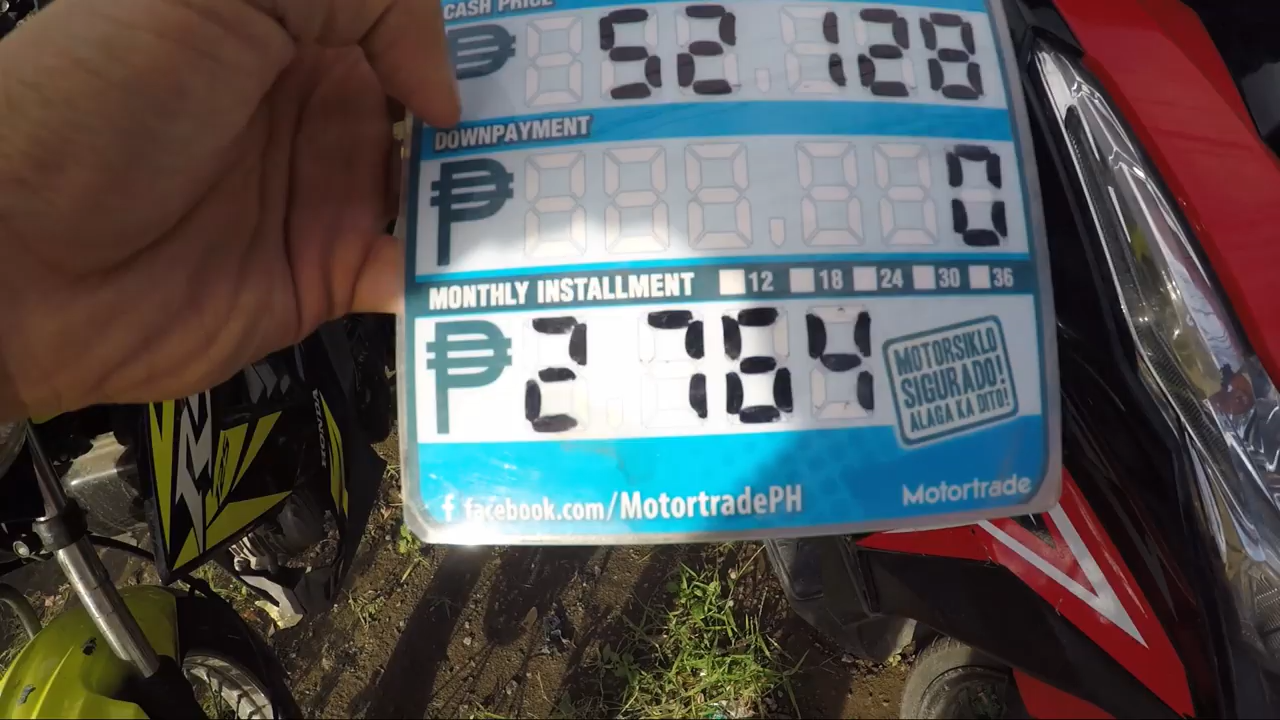 CASH PRICE
₱ 52 128
DOWNPAYMENT
₱ 0
MONTHLY INSTALLMENT 12 18 24 30 36
₱ 2 764
MOTORSIKLO
SIGURADO!
ALAGA KA DITO!
facebook.com/MotortradePH
Motortrade